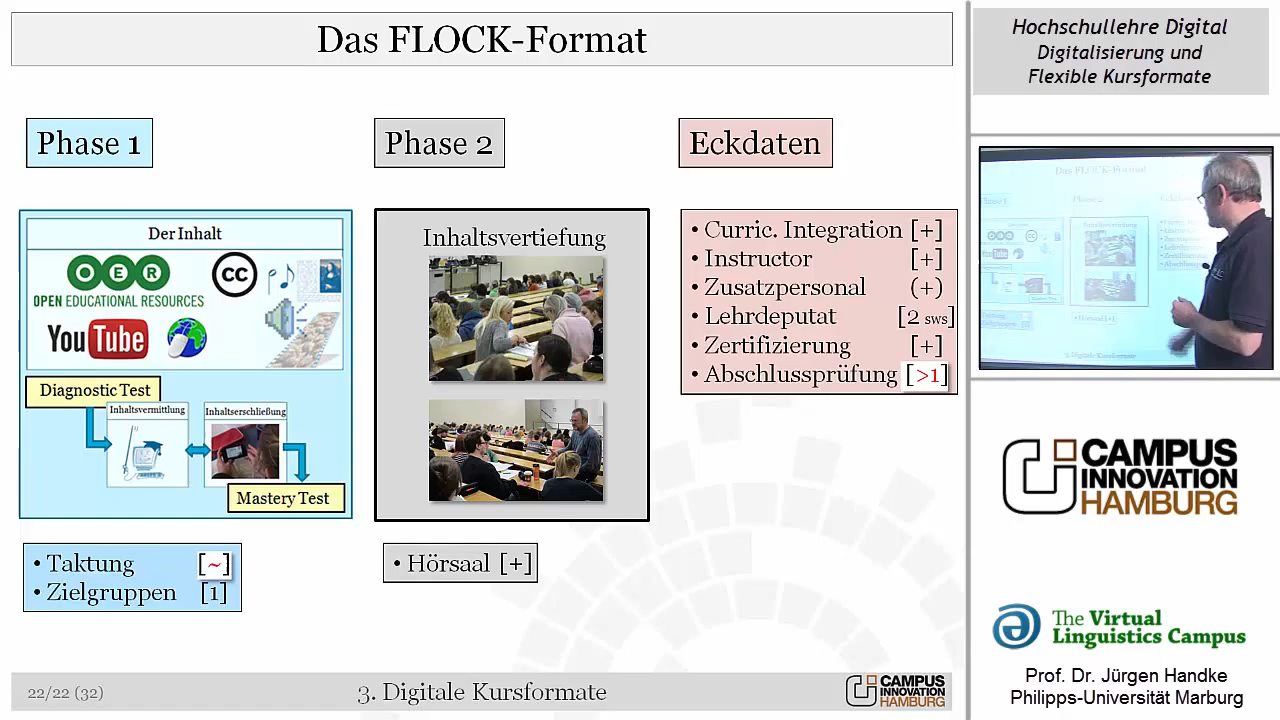 Das FLOCK-Format
Hochschullehre Digital
Digitalisierung und
Flexible Kursformate
Phase 1
Phase 2
Eckdaten
Der Inhalt
OER
OPEN EDUCATIONAL RESOURCES
cc
YouTube
Diagnostic Test
Inhaltsvermittlung
Inhaltserschließung
Mastery Test
Inhaltsvertiefung
• Curric. Integration [+]
• Instructor [+]
• Zusatzpersonal (+)
• Lehrdeputat [2 sws]
• Zertifizierung [+]
• Abschlussprüfung [>1]
• Taktung [~]
• Zielgruppen [1]
• Hörsaal [+]
Das FLOCK-Format
CAMPUS
INNOVATION
HAMBURG
The Virtual
Linguistics Campus
Prof. Dr. Jürgen Handke
Philipps-Universität Marburg
22/22 (32)
3. Digitale Kursformate
CAMPUS
INNOVATION
HAMBURG